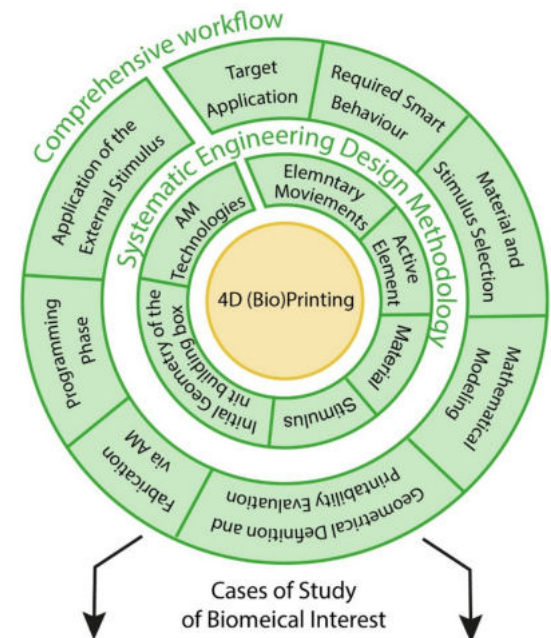 Comprehensive workflow
Target
Application
Required Smart
Behaviour
Material and
Stimulus Selection
Mathematical
Modeling
Geometrical Definition and
Printability Evaluation
Fabrication
via AM
Programming
Phase
Application of the
External Stimulus
Systematic Engineering Design Methodology
Elemntary
Moviements
Active
Element
Material
Stimulus
Initial Geometry of the
nit building box
AM
Technologies
4D (Bio)Printing
Cases of Study
of Biomeical Interest